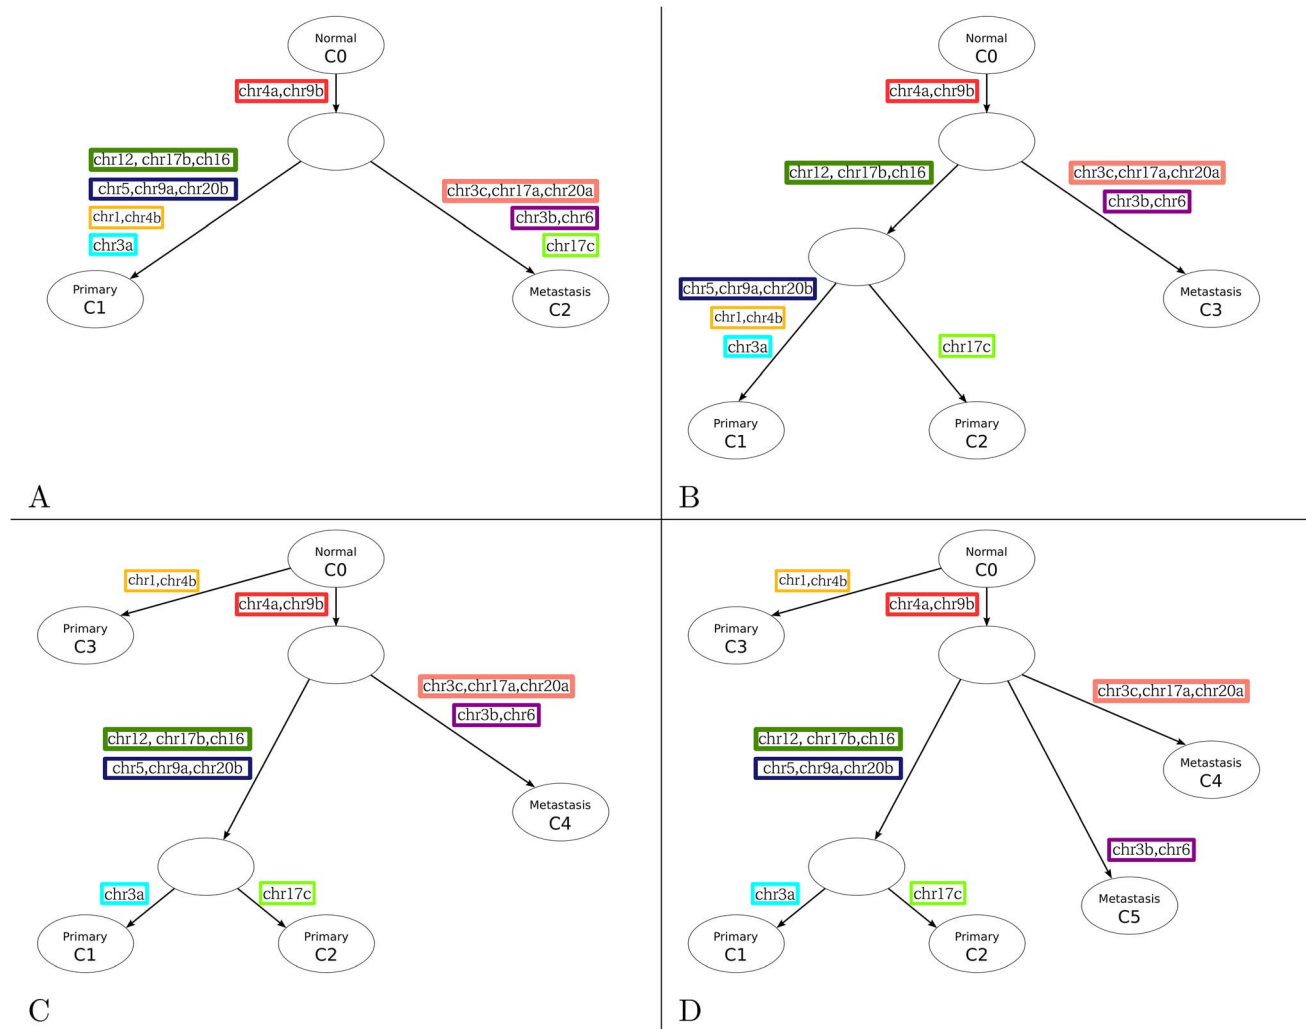 Normal
C0
chr4a,chr9b
chr12, chr17b,ch16
chr5,chr9a,chr20b
chr1,chr4b
chr3a
chr3c,chr17a,chr20a
chr3b,chr6
chr17c
Primary
C1
Metastasis
C2
A
Normal
C0
chr4a,chr9b
chr12, chr17b,ch16
chr3c,chr17a,chr20a
chr3b,chr6
chr5,chr9a,chr20b
chr1,chr4b
chr3a
chr17c
Metastasis
C3
Primary
C1
Primary
C2
B
Normal
C0
chr1,chr4b
chr4a,chr9b
Primary
C3
chr3c,chr17a,chr20a
chr3b,chr6
chr12, chr17b,ch16
chr5,chr9a,chr20b
Metastasis
C4
chr3a
chr17c
Primary
C1
Primary
C2
C
Normal
C0
chr1,chr4b
chr4a,chr9b
Primary
C3
chr3c,chr17a,chr20a
chr12, chr17b,ch16
chr5,chr9a,chr20b
Metastasis
C4
chr3b,chr6
chr3a
chr17c
Metastasis
C5
Primary
C1
Primary
C2
D